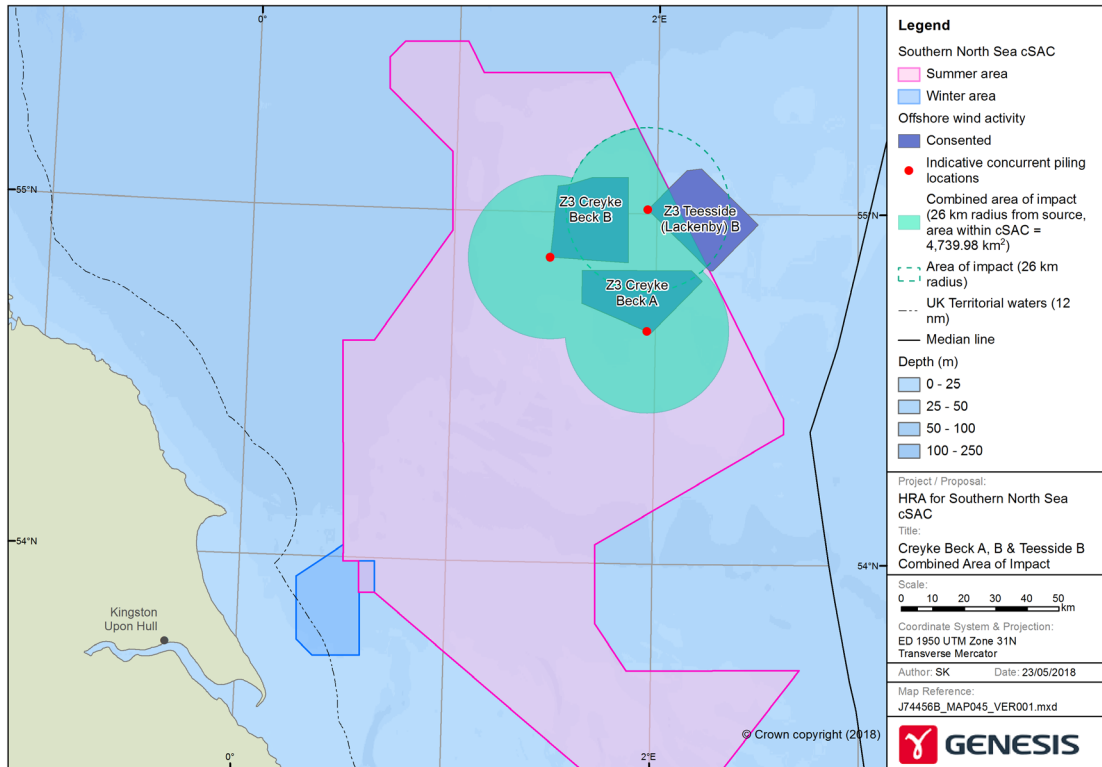 0°
2°E
55°N
55°N
Z3 Creyke
Beck B
Z3 Teesside
(Lackenby) B
Z3 Creyke
Beck A
54°N
54°N
Kingston
Upon Hull
0°
2°E
© Crown copyright (2018)
Legend
Southern North Sea cSAC
Summer area
Winter area
Offshore wind activity
Consented
Indicative concurrent piling
locations
Combined area of impact
(26 km radius from source,
area within cSAC =
4,739.98 km²)
Area of impact (26 km
radius)
UK Territorial waters (12
nm)
Median line
Depth (m)
0 - 25
25 - 50
50 - 100
100 - 250
Project / Proposal:
HRA for Southern North Sea
cSAC
Title:
Creyke Beck A, B & Teesside B
Combined Area of Impact
Scale:
0 10 20 30 40 50
km
Coordinate System & Projection:
ED 1950 UTM Zone 31N
Transverse Mercator
Author: SK Date: 23/05/2018
Map Reference:
J74456B_MAP045_VER001.mxd
GENESIS